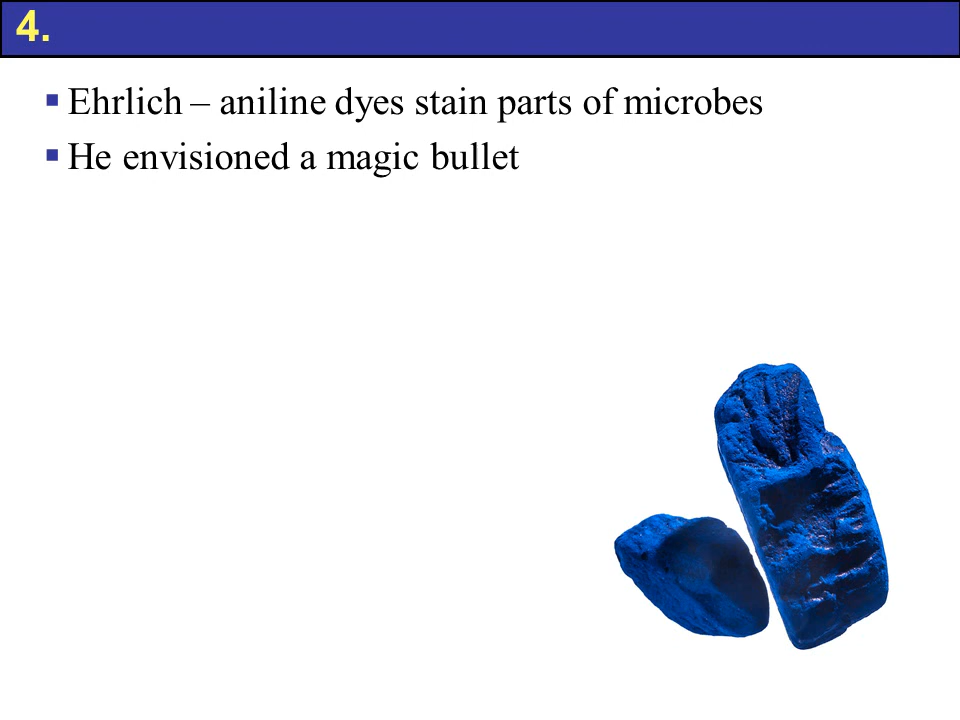 4.
▪ Ehrlich – aniline dyes stain parts of microbes
▪ He envisioned a magic bullet